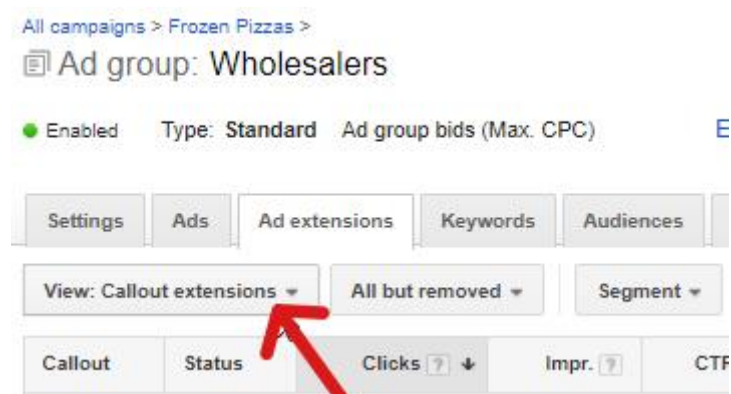 All campaigns > Frozen Pizzas >
Ad group: Wholesalers
Enabled Type: Standard Ad group bids (Max. CPC) E
Settings Ads Ad extensions Keywords Audiences
View: Callout extensions All but removed Segment
Callout Status Clicks ? Impr. ? CTR